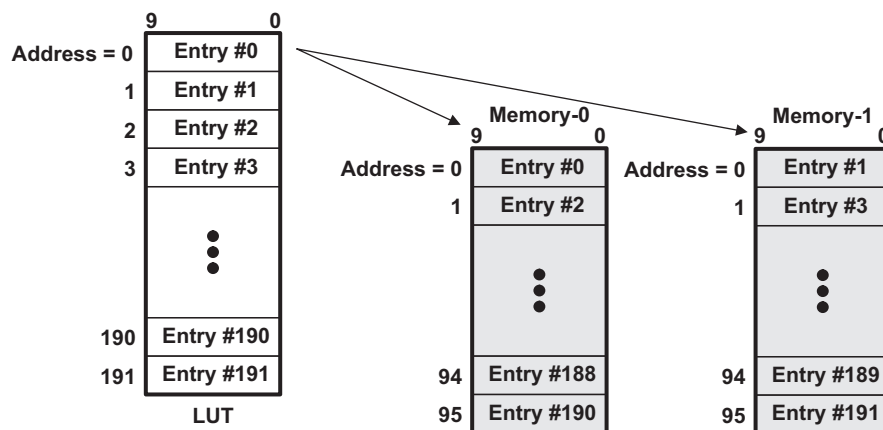 9 0
Address = 0 Entry #0
1 Entry #1
2 Entry #2
3 Entry #3
190 Entry #190
191 Entry #191
LUT
Memory-0
9 0
Address = 0 Entry #0
1 Entry #2
94 Entry #188
95 Entry #190
Memory-1
9 0
Address = 0 Entry #1
1 Entry #3
94 Entry #189
95 Entry #191